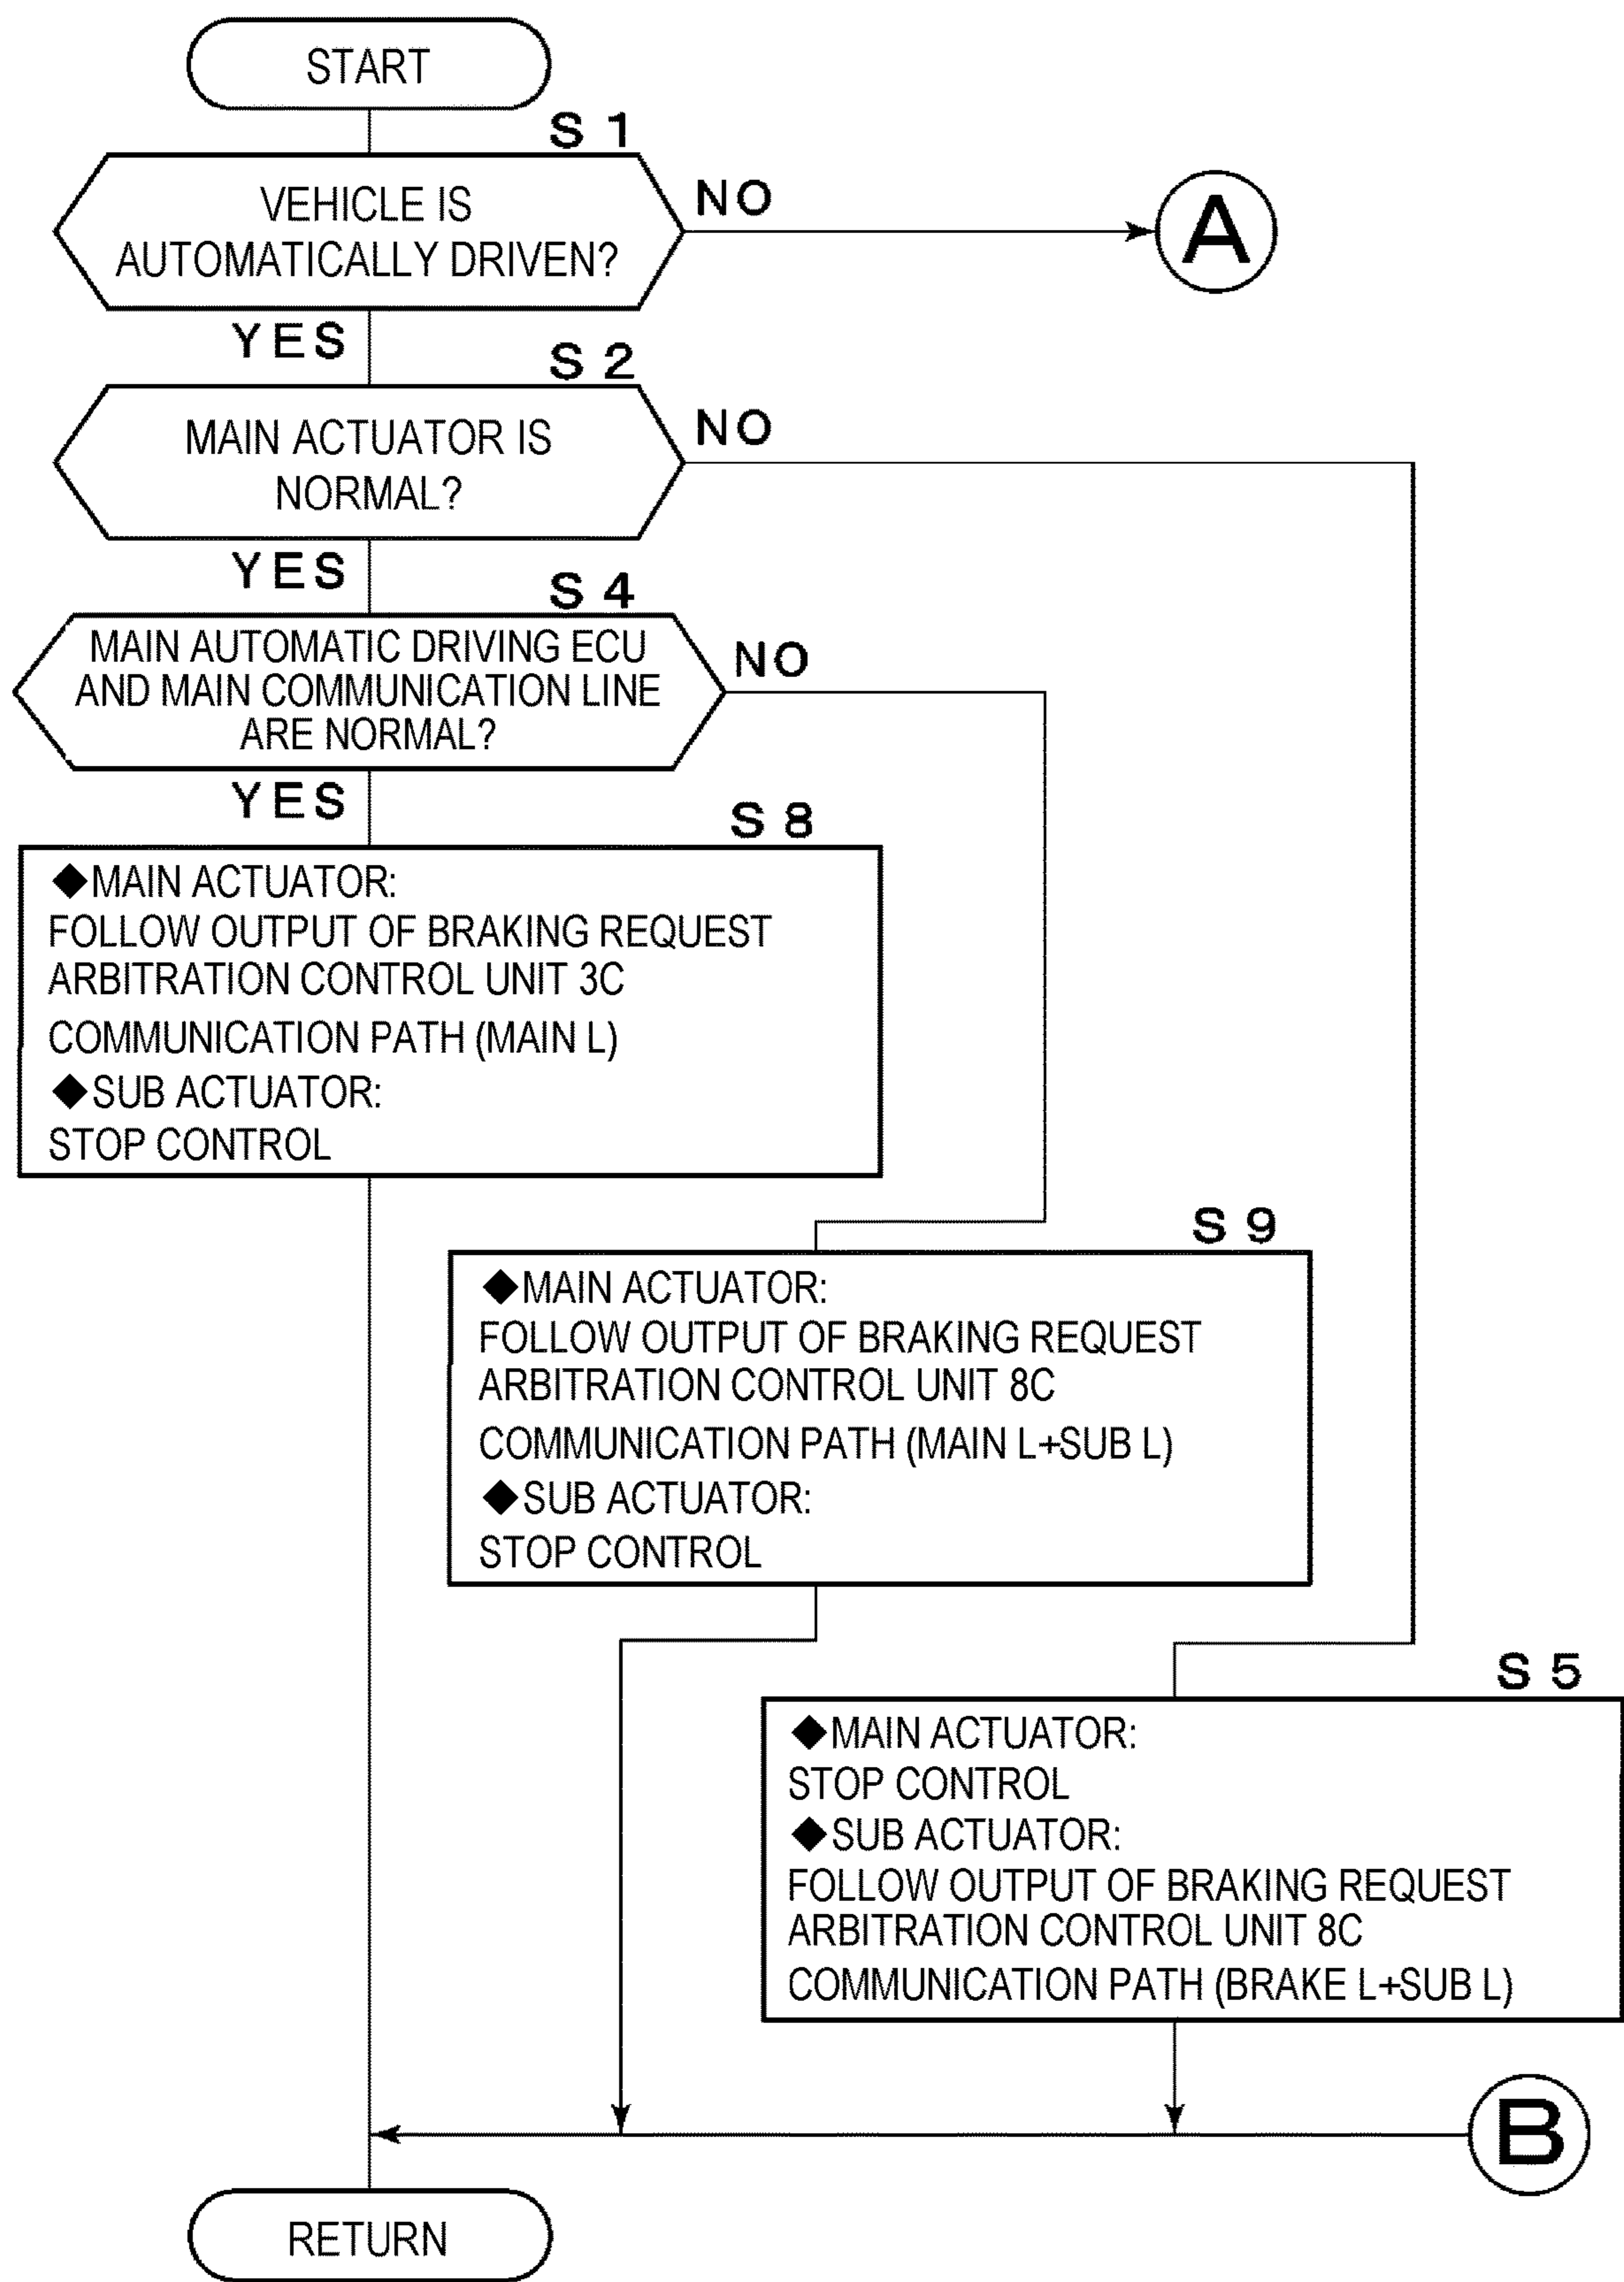 START
S 1
VEHICLE IS
AUTOMATICALLY DRIVEN?
NO
A
YES
S 2
MAIN ACTUATOR IS
NORMAL?
NO
YES
S 4
MAIN AUTOMATIC DRIVING ECU
AND MAIN COMMUNICATION LINE
ARE NORMAL?
NO
YES
S 8
◆MAIN ACTUATOR:
FOLLOW OUTPUT OF BRAKING REQUEST
ARBITRATION CONTROL UNIT 3C
COMMUNICATION PATH (MAIN L)
◆SUB ACTUATOR:
STOP CONTROL
S 9
◆MAIN ACTUATOR:
FOLLOW OUTPUT OF BRAKING REQUEST
ARBITRATION CONTROL UNIT 8C
COMMUNICATION PATH (MAIN L+SUB L)
◆SUB ACTUATOR:
STOP CONTROL
S 5
◆MAIN ACTUATOR:
STOP CONTROL
◆SUB ACTUATOR:
FOLLOW OUTPUT OF BRAKING REQUEST
ARBITRATION CONTROL UNIT 8C
COMMUNICATION PATH (BRAKE L+SUB L)
B
RETURN